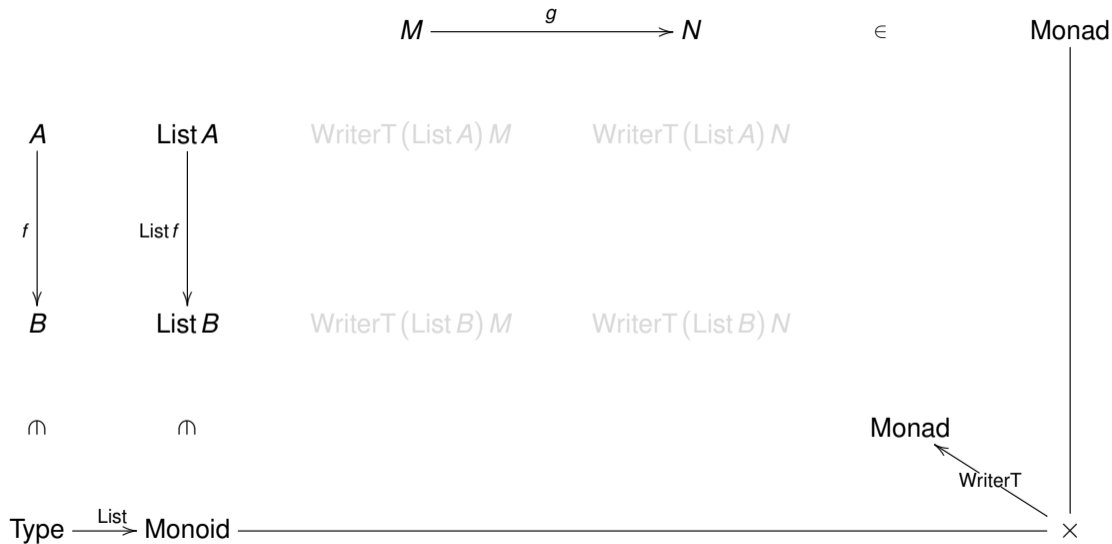 g
M N ∈ Monad
A List A WriterT (List A) M WriterT (List A) N
f List f
B List B WriterT (List B) M WriterT (List B) N
⋒ ⋒ Monad
WriterT
List
Type Monoid ×